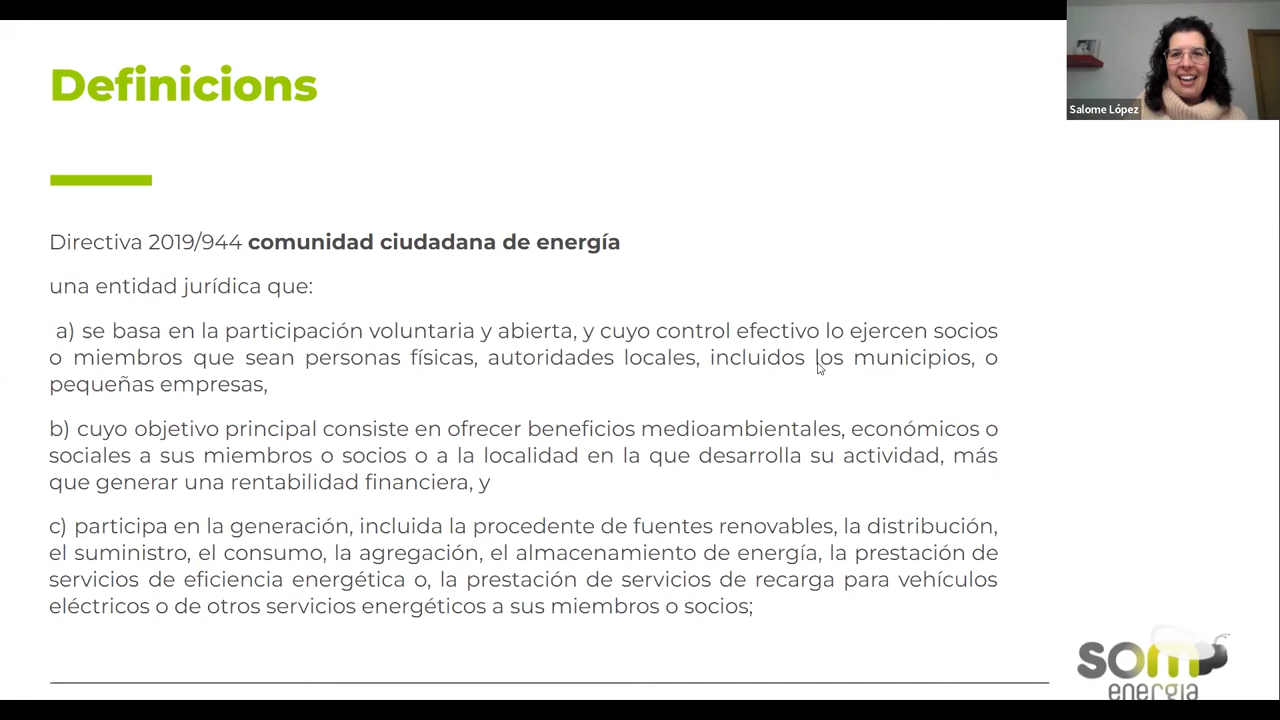 Definicions
Salome López
Directiva 2019/944 comunidad ciudadana de energía
una entidad jurídica que:
a) se basa en la participación voluntaria y abierta, y cuyo control efectivo lo ejercen socios
o miembros que sean personas físicas, autoridades locales, incluidos los municipios, o
pequeñas empresas,
b) cuyo objetivo principal consiste en ofrecer beneficios medioambientales, económicos o
sociales a sus miembros o socios o a la localidad en la que desarrolla su actividad, más
que generar una rentabilidad financiera, y
c) participa en la generación, incluida la procedente de fuentes renovables, la distribución,
el suministro, el consumo, la agregación, el almacenamiento de energía, la prestación de
servicios de eficiencia energética o, la prestación de servicios de recarga para vehículos
eléctricos o de otros servicios energéticos a sus miembros o socios;
som
energia